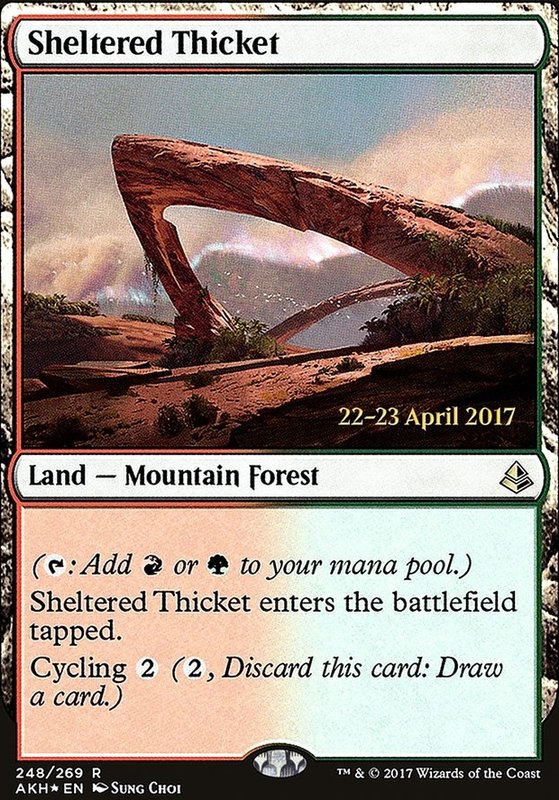 Sheltered Thicket
22–23 April 2017
Land — Mountain Forest
( : Add or to your mana pool.)
Sheltered Thicket enters the battlefield
tapped.
Cycling 2 (2, Discard this card: Draw
a card.)
248/269 R
AKH★EN Sung Choi
™ & © 2017 Wizards of the Coast